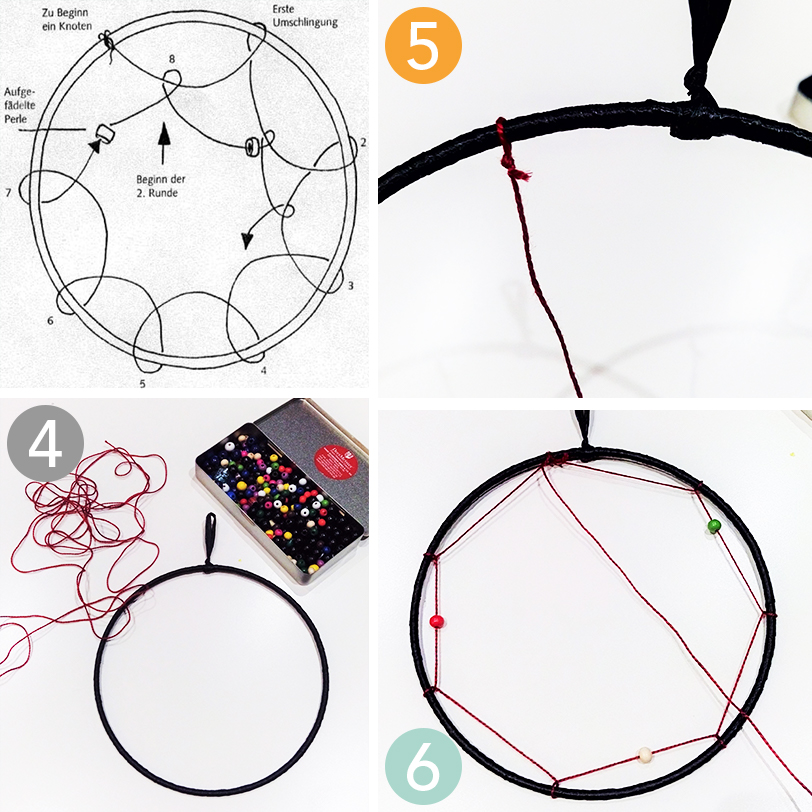 Zu Beginn
ein Knoten
Erste
Umschlingung
8
Aufge-
fädelte
Perle
2
Beginn der
2. Runde
7
3
6
4
5
5
4
6